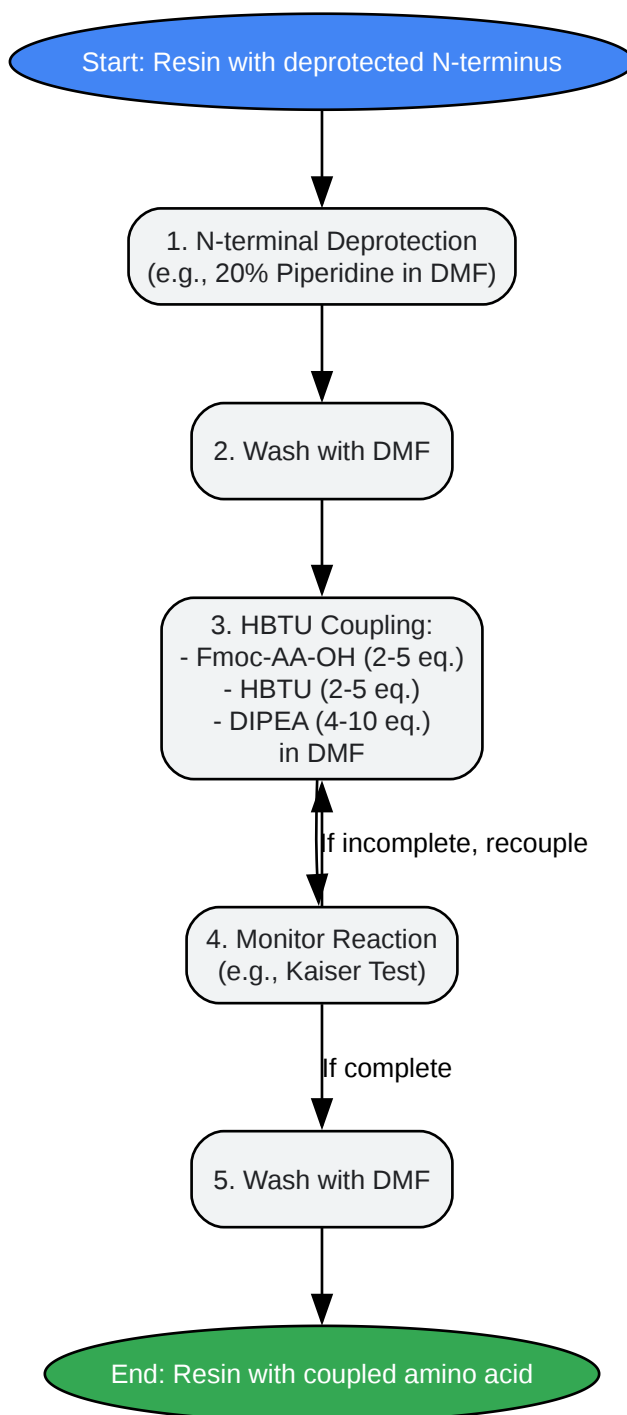 Start: Resin with deprotected N-terminus
1. N-terminal Deprotection
(e.g., 20% Piperidine in DMF)
2. Wash with DMF
3. HBTU Coupling:
- Fmoc-AA-OH (2-5 eq.)
- HBTU (2-5 eq.)
- DIPEA (4-10 eq.)
in DMF
If incomplete, recouple
4. Monitor Reaction
(e.g., Kaiser Test)
If complete
5. Wash with DMF
End: Resin with coupled amino acid